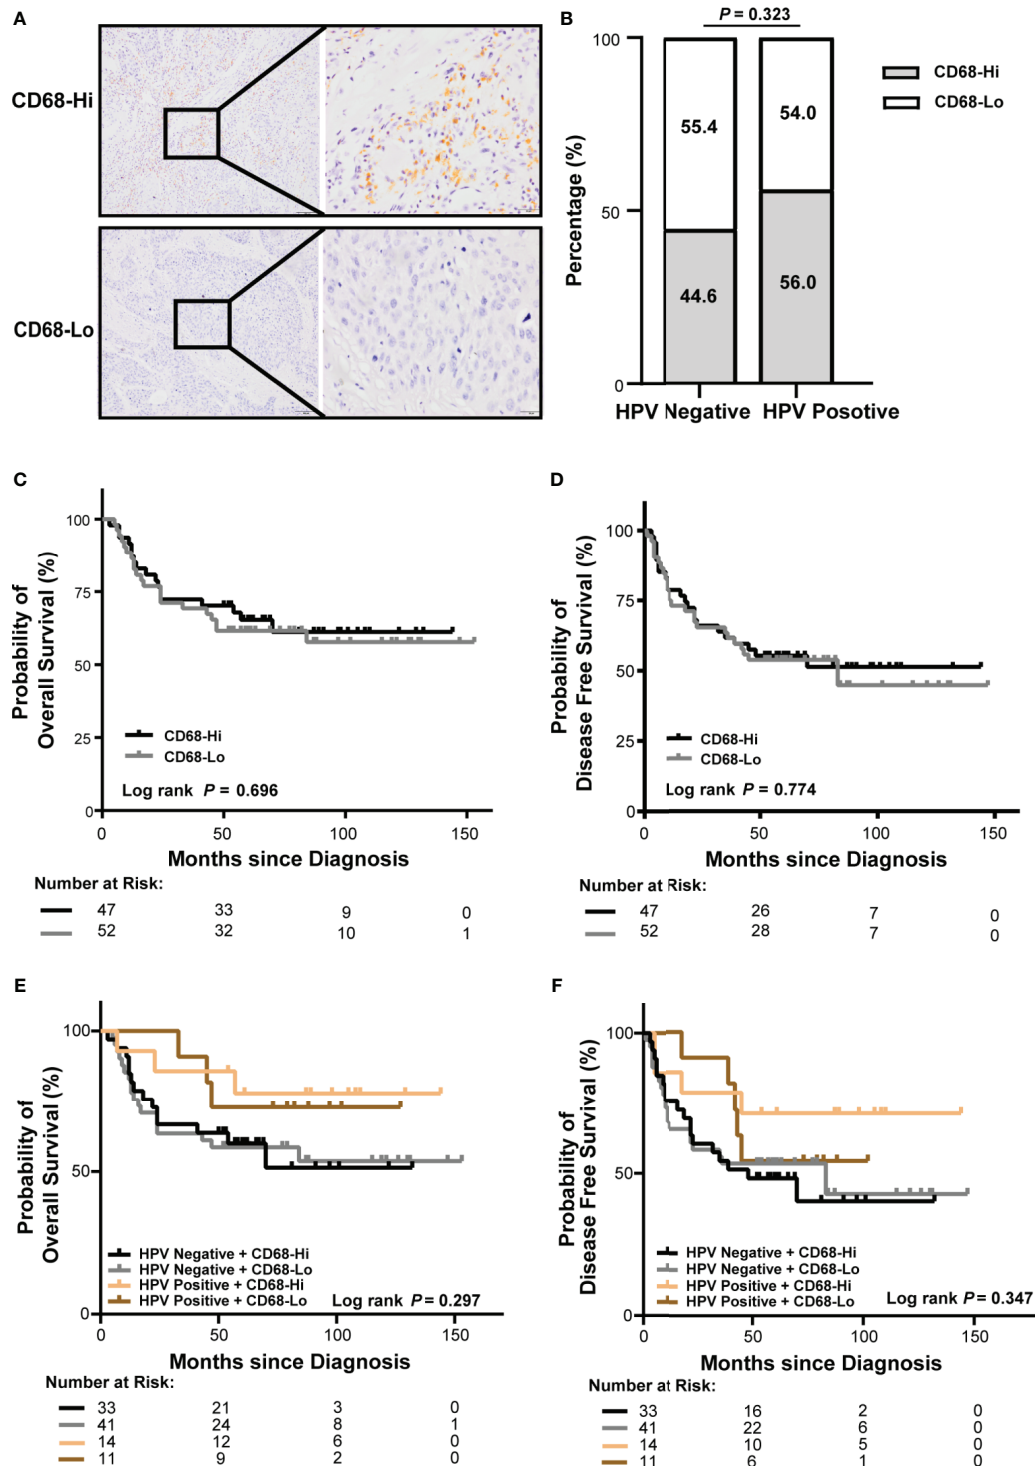 A
CD68-Hi
CD68-Lo
B
P = 0.323
100
50
0
Percentage (%)
55.4
44.6
54.0
56.0
HPV Negative
HPV Posotive
CD68-Hi
CD68-Lo
C
Probability of
Overall Survival (%)
100
75
50
25
0
CD68-Hi
CD68-Lo
Log rank P = 0.696
0 50 100 150
Months since Diagnosis
Number at Risk:
47 33 9 0
52 32 10 1
D
Probability of
Disease Free Survival (%)
100
75
50
25
0
CD68-Hi
CD68-Lo
Log rank P = 0.774
0 50 100 150
Months since Diagnosis
Number at Risk:
47 26 7 0
52 28 7 0
E
Probability of
Overall Survival (%)
100
50
0
HPV Negative + CD68-Hi
HPV Negative + CD68-Lo
HPV Positive + CD68-Hi
HPV Positive + CD68-Lo
Log rank P = 0.297
0 50 100 150
Months since Diagnosis
Number at Risk:
33 21 3 0
41 24 8 1
14 12 6 0
11 9 2 0
F
Probability of
Disease Free Survival (%)
100
50
0
HPV Negative + CD68-Hi
HPV Negative + CD68-Lo
HPV Positive + CD68-Hi
HPV Positive + CD68-Lo
Log rank P = 0.347
0 50 100 150
Months since Diagnosis
Number at Risk:
33 16 2 0
41 22 6 0
14 10 5 0
11 6 1 0